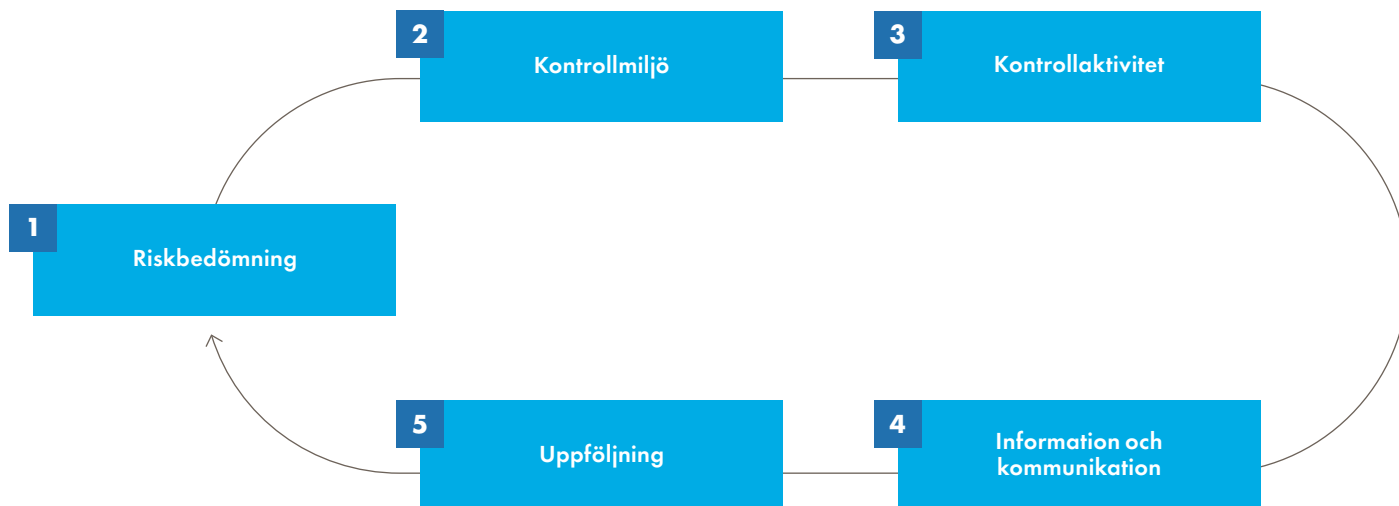 1
Riskbedömning
2
Kontrollmiljö
3
Kontrollaktivitet
4
Information och
kommunikation
5
Uppföljning